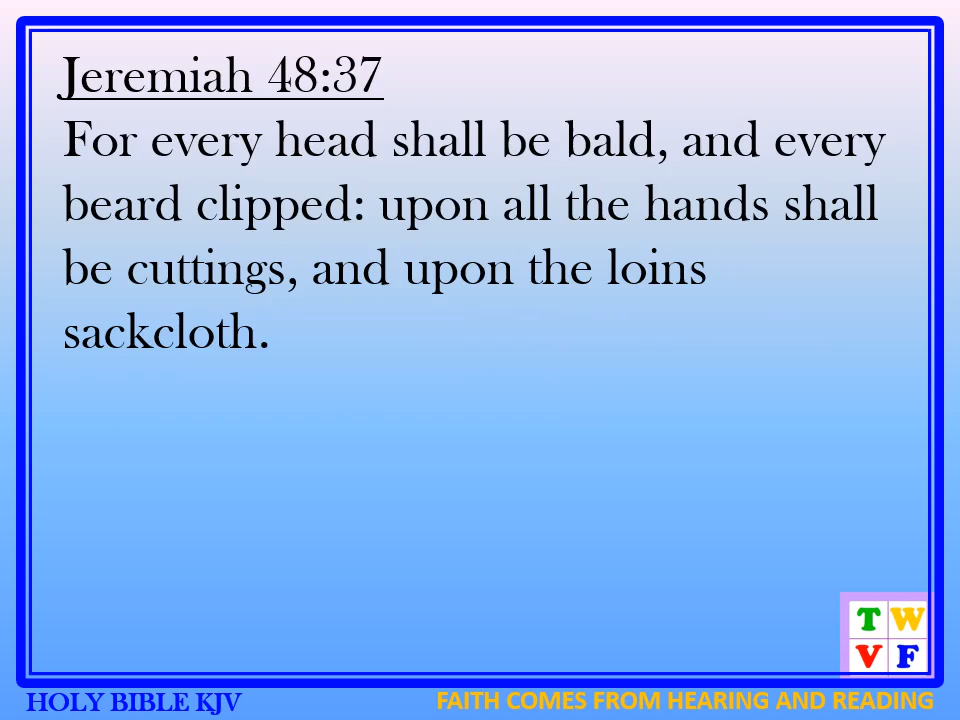 Jeremiah 48:37
For every head shall be bald, and every
beard clipped: upon all the hands shall
be cuttings, and upon the loins
sackcloth.
T W
V F
HOLY BIBLE KJV
FAITH COMES FROM HEARING AND READING